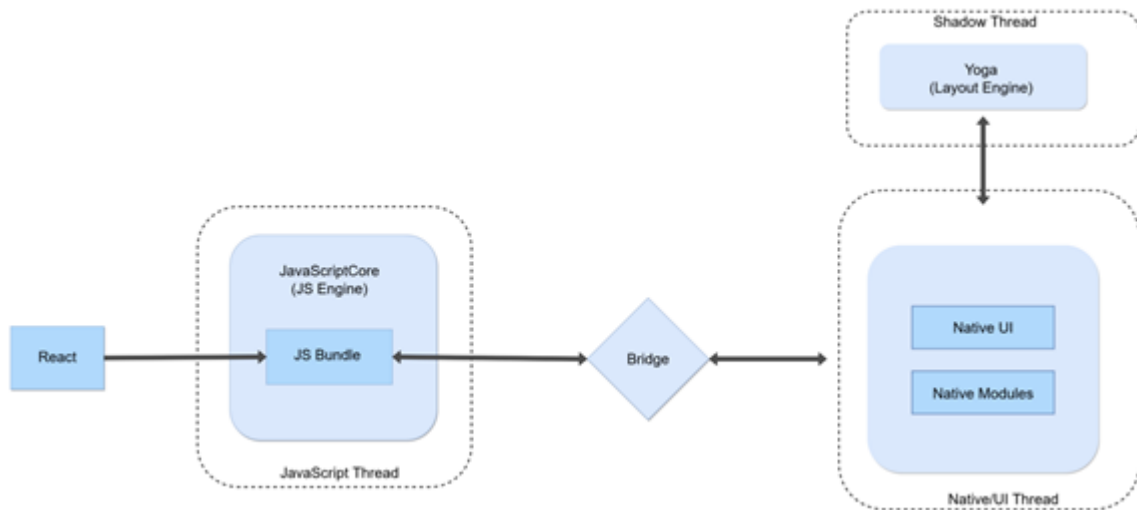 Shadow Thread
Yoga
(Layout Engine)
JavaScriptCore
(JS Engine)
React
JS Bundle
Bridge
Native UI
Native Modules
JavaScript Thread
Native/UI Thread